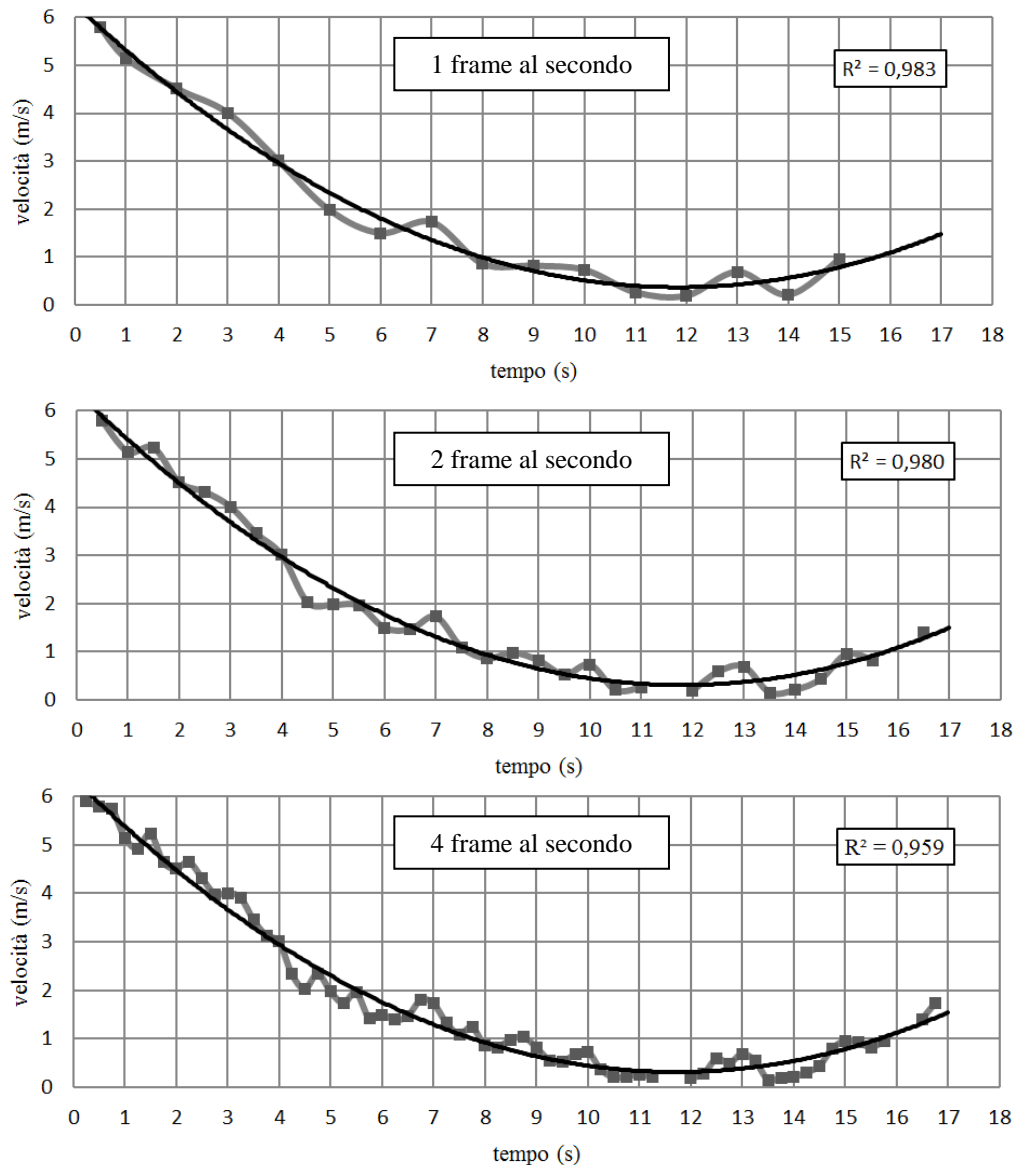 6
1 frame al secondo
R² = 0,983
5
4
3
2
1
0
velocità (m/s)
0 1 2 3 4 5 6 7 8 9 10 11 12 13 14 15 16 17 18
tempo (s)
6
2 frame al secondo
R² = 0,980
5
4
3
2
1
0
velocità (m/s)
0 1 2 3 4 5 6 7 8 9 10 11 12 13 14 15 16 17 18
tempo (s)
6
4 frame al secondo
R² = 0,959
5
4
3
2
1
0
velocità (m/s)
0 1 2 3 4 5 6 7 8 9 10 11 12 13 14 15 16 17 18
tempo (s)